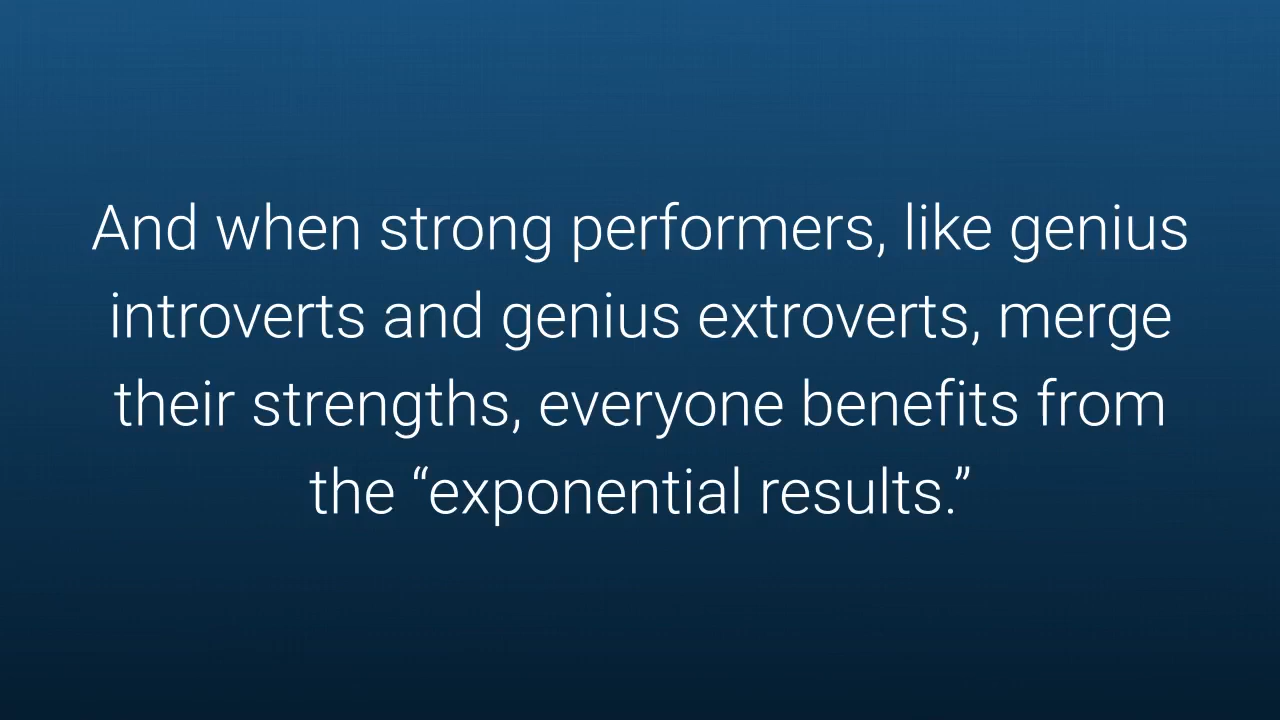 And when strong performers, like genius
introverts and genius extroverts, merge
their strengths, everyone benefits from
the “exponential results.”